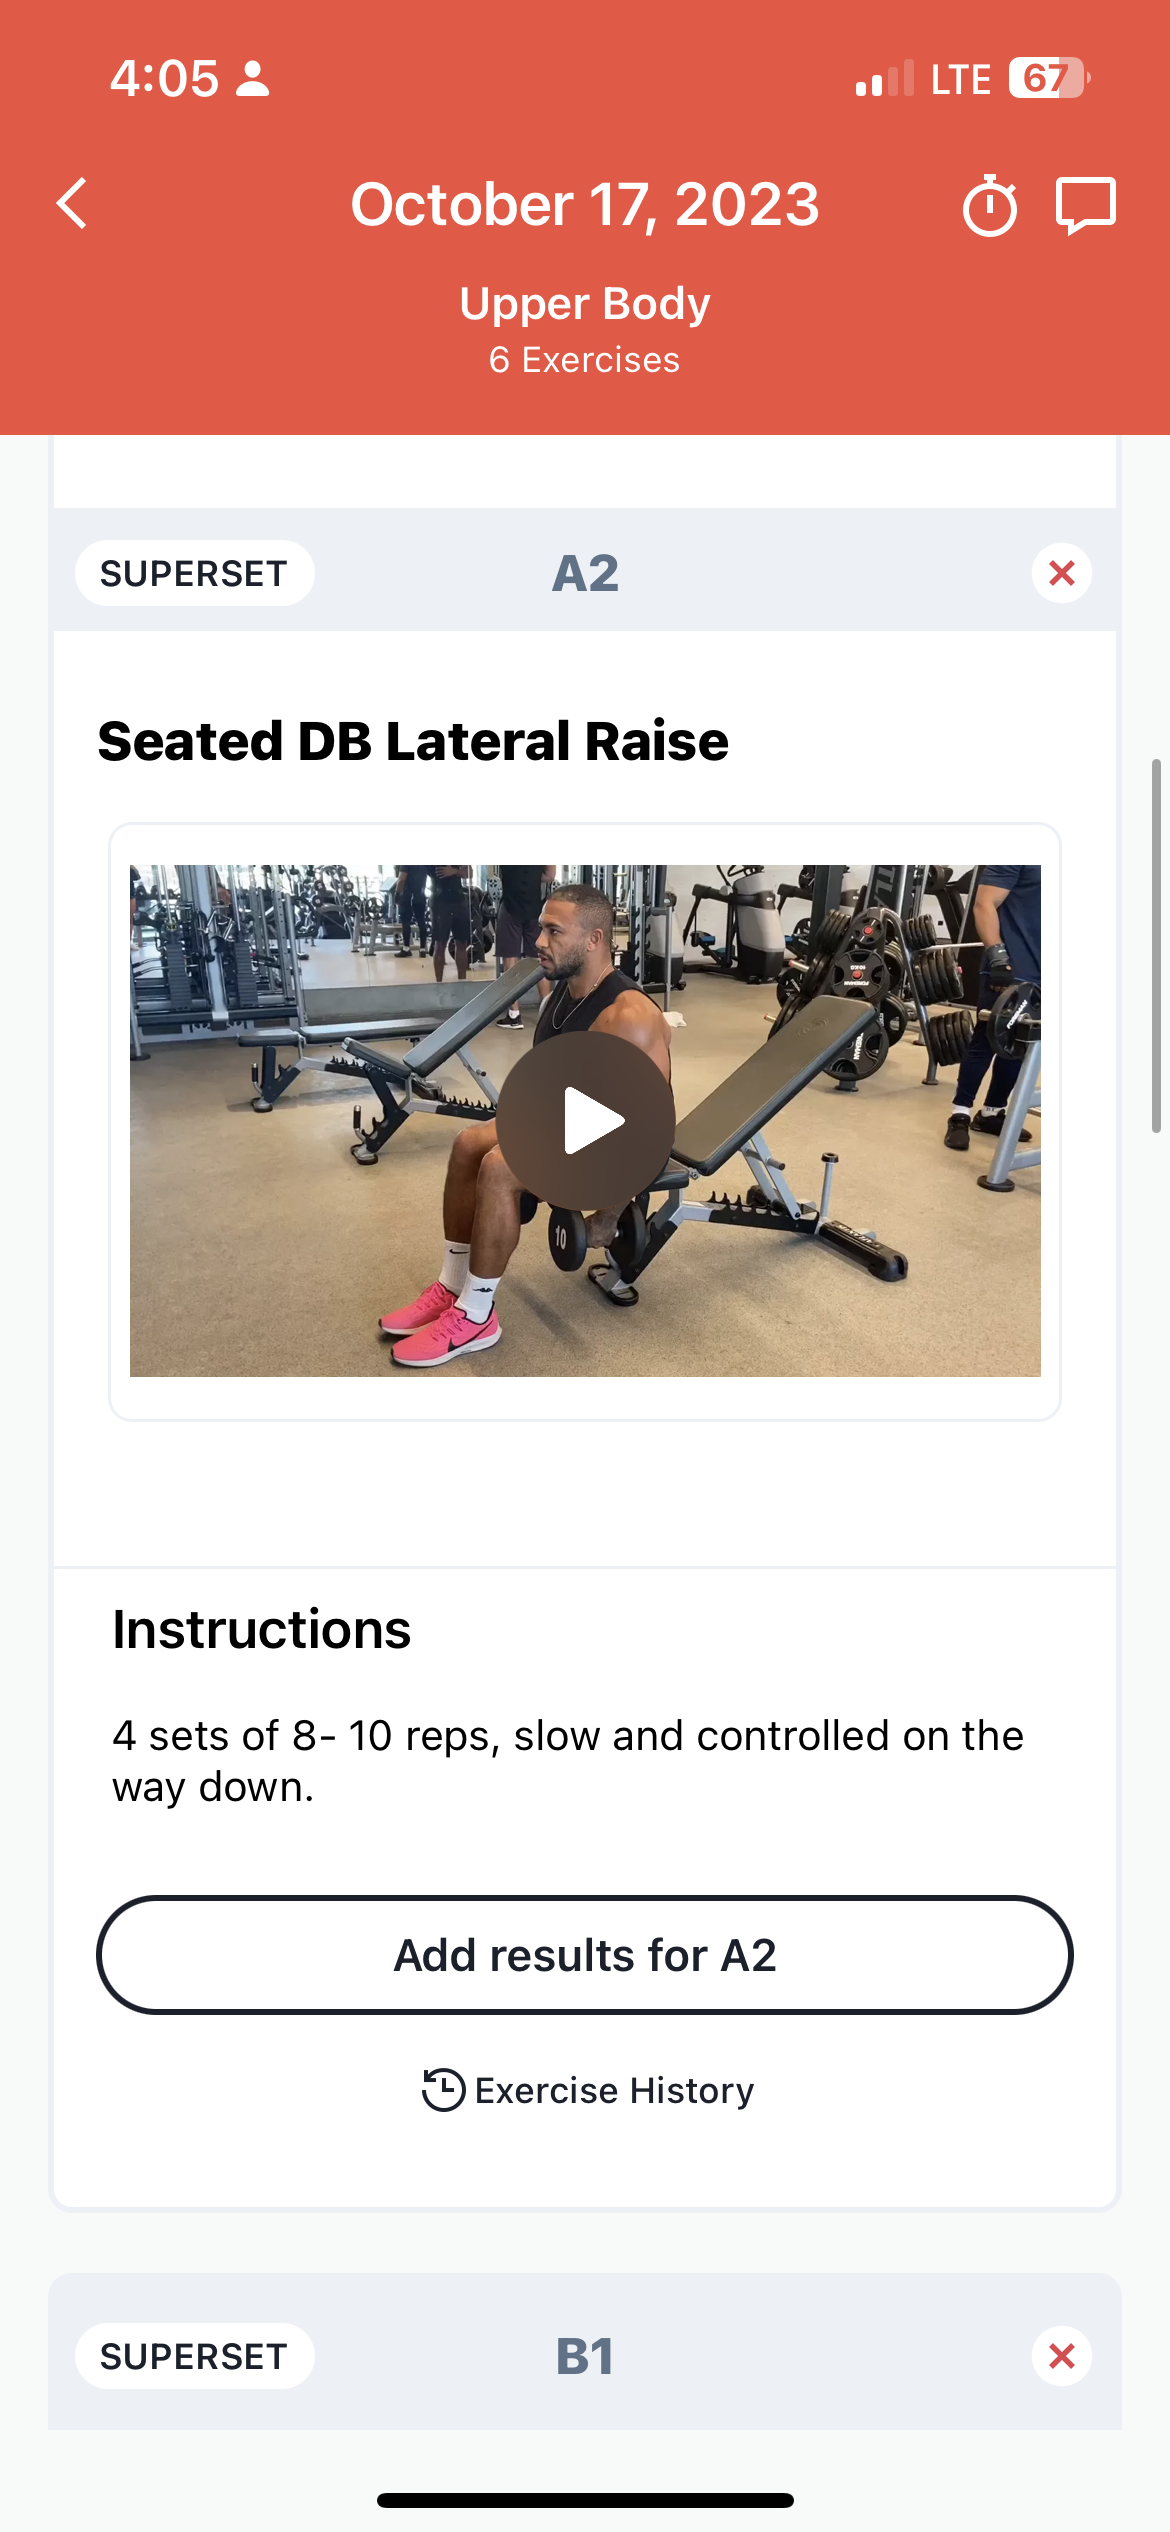 4:05
LTE
67
October 17, 2023
Upper Body
6 Exercises
SUPERSET
A2
Seated DB Lateral Raise
10
Instructions
4 sets of 8- 10 reps, slow and controlled on the
way down.
Add results for A2
Exercise History
SUPERSET
B1